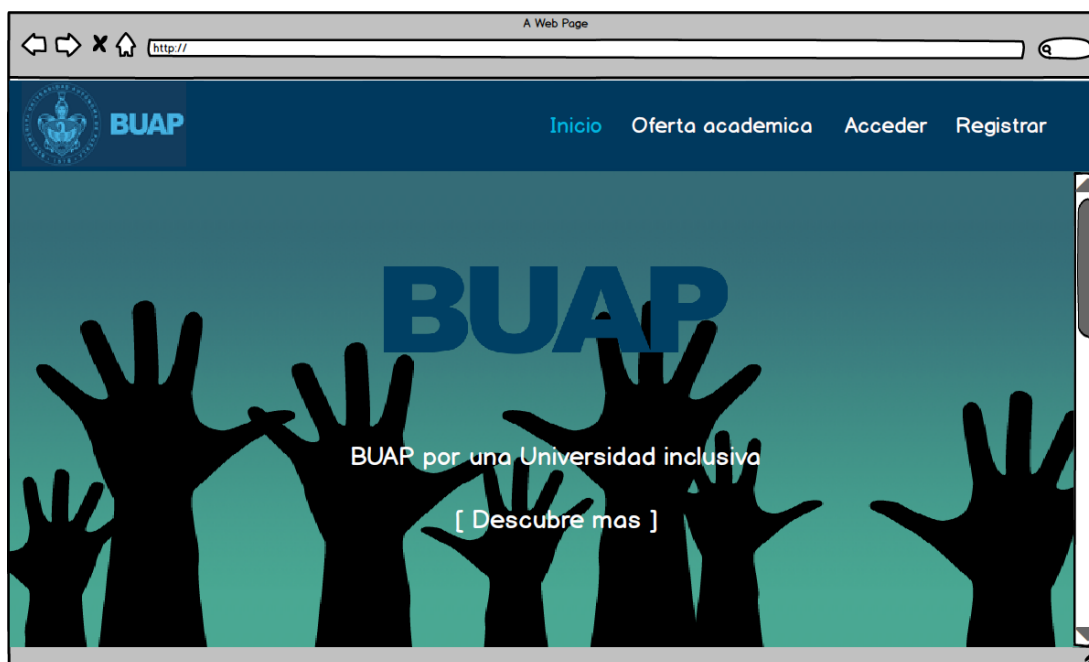 A Web Page
http://
BUAP
Inicio Oferta academica Acceder Registrar
BUAP
BUAP por una Universidad inclusiva
[ Descubre mas ]